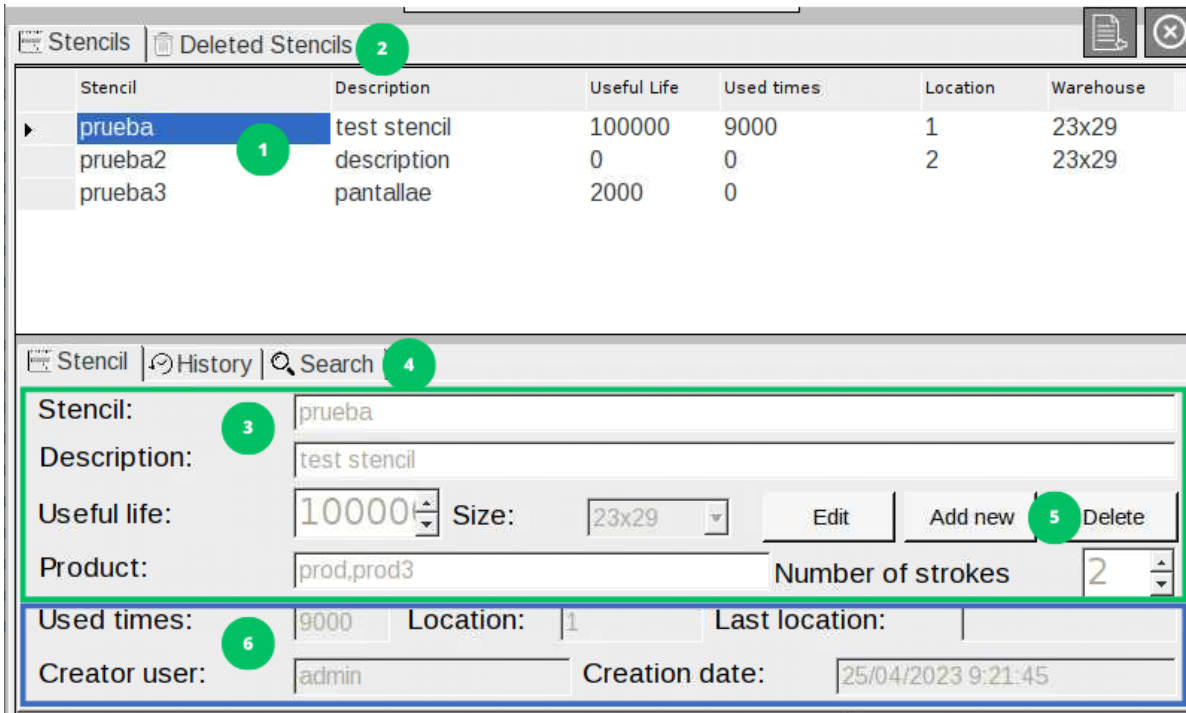 Stencils Deleted Stencils 2
Stencil Description Useful Life Used times Location Warehouse
prueba 1 test stencil 100000 9000 1 23x29
prueba2 description 0 0 2 23x29
prueba3 pantallae 2000 0
Stencil History Search 4
Stencil: 3 prueba
Description: test stencil
Useful life: 100000 Size: 23x29 Edit Add new 5 Delete
Product: prod,prod3 Number of strokes 2
Used times: 9000 Location: 1 Last location:
6
Creator user: admin Creation date: 25/04/2023 9:21:45